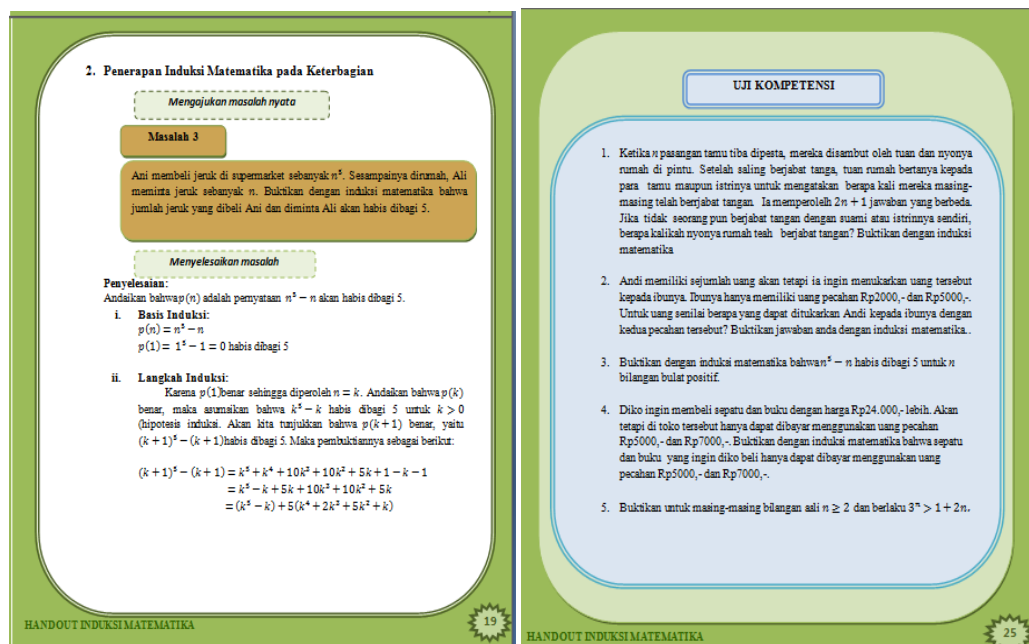 2. Penerapan Induksi Matematika pada Keterbagian
Mengajukan masalah nyata
Masalah 3
Ani membeli jeruk di supermarket sebanyak n⁵. Sesampainya dirumah, Ali
meminta jeruk sebanyak n. Buktikan dengan induksi matematika bahwa
jumlah jeruk yang dibeli Ani dan diminta Ali akan habis dibagi 5.
Menyelesaikan masalah
Penyelesaian:
Andaikan bahwa p(n) adalah pernyataan n⁵ − n akan habis dibagi 5.
i. Basis Induksi:
p(n) = n⁵ − n
p(1) = 1⁵ − 1 = 0 habis dibagi 5
ii. Langkah Induksi:
Karena p(1)benar sehingga diperoleh n = k. Andaikan bahwa p(k)
benar, maka asumsikan bahwa k⁵ − k habis dibagi 5 untuk k > 0
(hipotesis induksi. Akan kita tunjukkan bahwa p(k + 1) benar, yaitu
(k + 1)⁵ − (k + 1)habis dibagi 5. Maka pembuktiannya sebagai berikut:
(k + 1)⁵ − (k + 1) = k⁵ + k⁴ + 10k³ + 10k² + 5k + 1 − k − 1
= k⁵ − k + 5k + 10k³ + 10k² + 5k
= (k⁵ − k) + 5(k⁴ + 2k³ + 5k² + k)
HANDOUT INDUKSI MATEMATIKA
19
UJI KOMPETENSI
1. Ketika n pasangan tamu tiba dipesta, mereka disambut oleh tuan dan nyonya
rumah di pintu. Setelah saling berjabat tanga, tuan rumah bertanya kepada
para tamu maupun istrinya untuk mengatakan berapa kali mereka masing-
masing telah berrjabat tangan. Ia memperolelh 2n + 1 jawaban yang berbeda.
Jika tidak seorang pun berjabat tangan dengan suami atau istrinnya sendiri,
berapa kalikah nyonya rumah teah berjabat tangan? Buktikan dengan induksi
matematika
2. Andi memiliki sejumlah uang akan tetapi ia ingin menukarkan uang tersebut
kepada ibunya. Ibunya hanya memiliki uang pecahan Rp2000,- dan Rp5000,-.
Untuk uang senilai berapa yang dapat ditukarkan Andi kepada ibunya dengan
kedua pecahan tersebut? Buktikan jawaban anda dengan induksi matematika..
3. Buktikan dengan induksi matematika bahwa n⁵ − n habis dibagi 5 untuk n
bilangan bulat positif.
4. Diko ingin membeli sepatu dan buku dengan harga Rp24.000,- lebih. Akan
tetapi di toko tersebut hanya dapat dibayar menggunakan uang pecahan
Rp5000,- dan Rp7000,-. Buktikan dengan induksi matematika bahwa sepatu
dan buku yang ingin diko beli hanya dapat dibayar menggunakan uang
pecahan Rp5000,- dan Rp7000,-.
5. Buktikan untuk masing-masing bilangan asli n ≥ 2 dan berlaku 3ⁿ > 1 + 2n.
HANDOUT INDUKSI MATEMATIKA
25